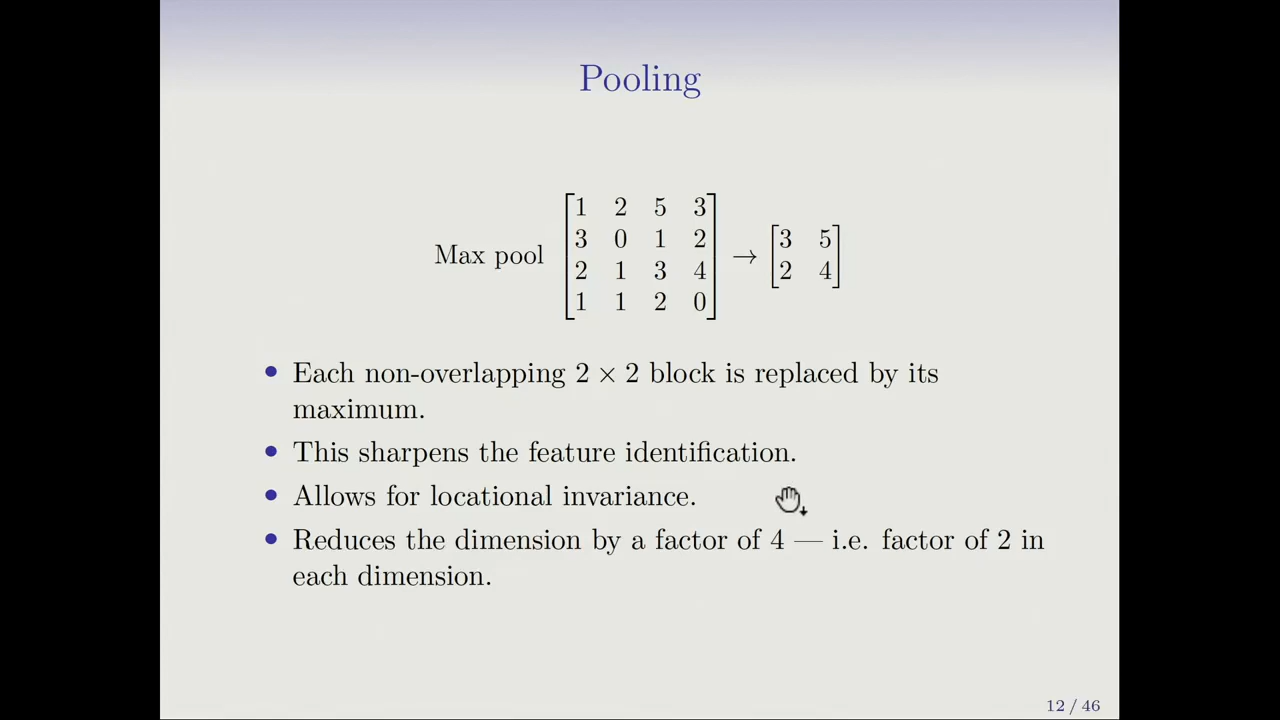 Pooling
1 2 5 3
3 0 1 2
Max pool 2 1 3 4 → 3 5
1 1 2 0 2 4
• Each non-overlapping 2 × 2 block is replaced by its
maximum.
• This sharpens the feature identification.
• Allows for locational invariance.
• Reduces the dimension by a factor of 4 — i.e. factor of 2 in
each dimension.
12 / 46